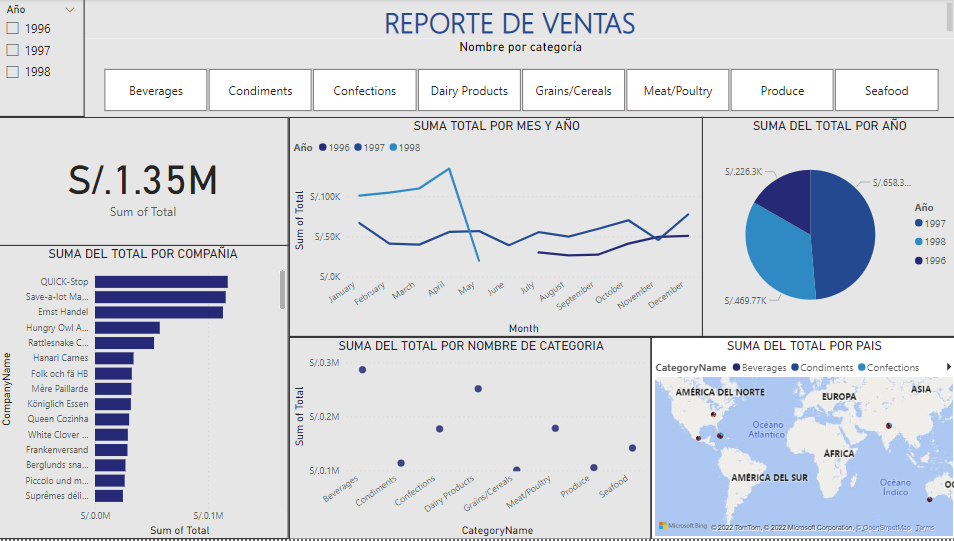 Año
1996
1997
1998
REPORTE DE VENTAS
Nombre por categoría
Beverages
Condiments
Confections
Dairy Products
Grains/Cereals
Meat/Poultry
Produce
Seafood
S/.1.35M
Sum of Total
SUMA TOTAL POR MES Y AÑO
Año 1996 1997 1998
Sum of Total
S/.100K
S/.50K
S/.0K
January
February
March
April
May
June
July
August
September
October
November
December
Month
SUMA DEL TOTAL POR AÑO
S/.226.3K
S/.658.3...
S/.469.77K
Año
1997
1998
1996
SUMA DEL TOTAL POR COMPAÑIA
CompanyName
QUICK-Stop
Save-a-lot Ma...
Ernst Handel
Hungry Owl A...
Rattlesnake C...
Hanari Carnes
Folk och fä HB
Mère Paillarde
Königlich Essen
Queen Cozinha
White Clover ...
Frankenversand
Berglunds sna...
Piccolo und m...
Suprêmes déli...
S/.0.0M
S/.0.1M
Sum of Total
SUMA DEL TOTAL POR NOMBRE DE CATEGORIA
Sum of Total
S/.0.3M
S/.0.2M
S/.0.1M
Beverages
Condiments
Confections
Dairy Products
Grains/Cereals
Meat/Poultry
Produce
Seafood
CategoryName
SUMA DEL TOTAL POR PAIS
CategoryName Beverages Condiments Confections
AMÉRICA DEL NORTE
EUROPA
ASIA
Océano
Atlántico
ÁFRICA
AMÉRICA DEL SUR
Océano
Índico
OC
Microsoft Bing
© 2022 TomTom, © 2022 Microsoft Corporation, © OpenStreetMap Terms